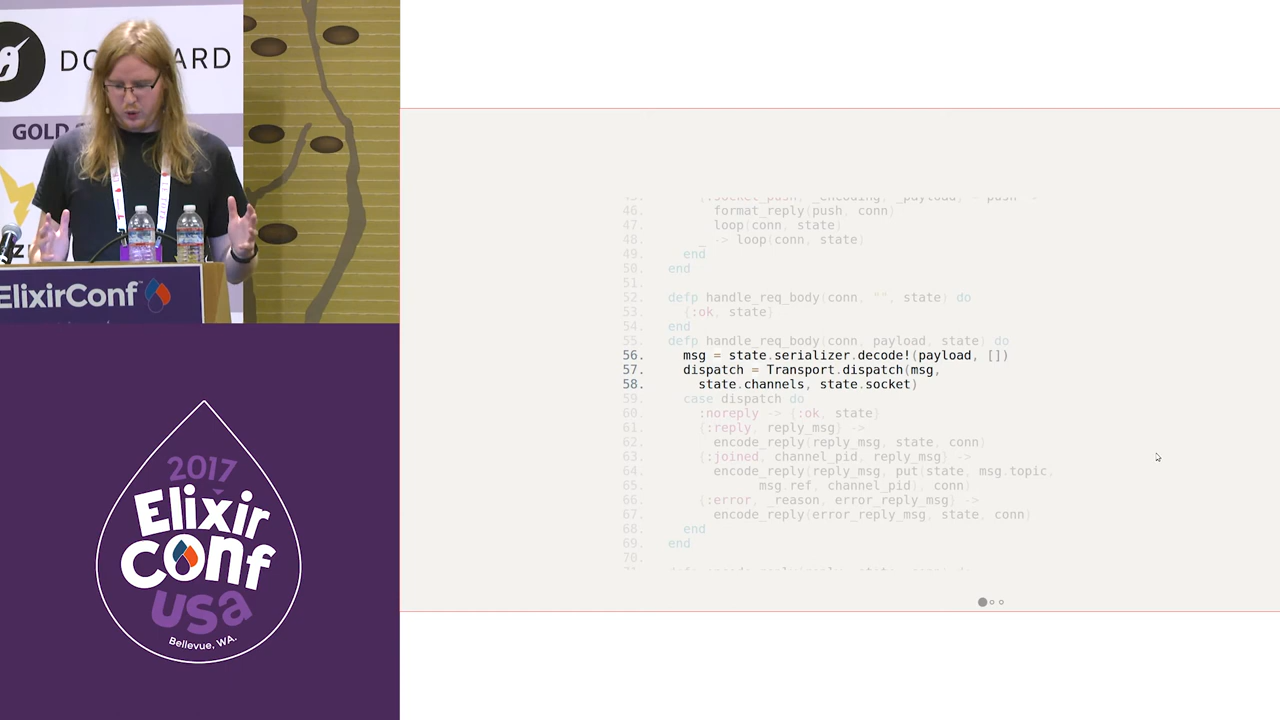 DO ARD
GOLD
ElixirConf
2017
Elixir
Conf
usa
Bellevue, WA.
46. format_reply(push, conn)
47. loop(conn, state)
48. _ -> loop(conn, state)
49. end
50. end
51.
52. defp handle_req_body(conn, "", state) do
53. {:ok, state}
54. end
55. defp handle_req_body(conn, payload, state) do
56. msg = state.serializer.decode!(payload, [])
57. dispatch = Transport.dispatch(msg,
58. state.channels, state.socket)
59. case dispatch do
60. :noreply -> {:ok, state}
61. {:reply, reply_msg} ->
62. encode_reply(reply_msg, state, conn)
63. {:joined, channel_pid, reply_msg} ->
64. encode_reply(reply_msg, put(state, msg.topic,
65. msg.ref, channel_pid), conn)
66. {:error, _reason, error_reply_msg} ->
67. encode_reply(error_reply_msg, state, conn)
68. end
69. end
70.